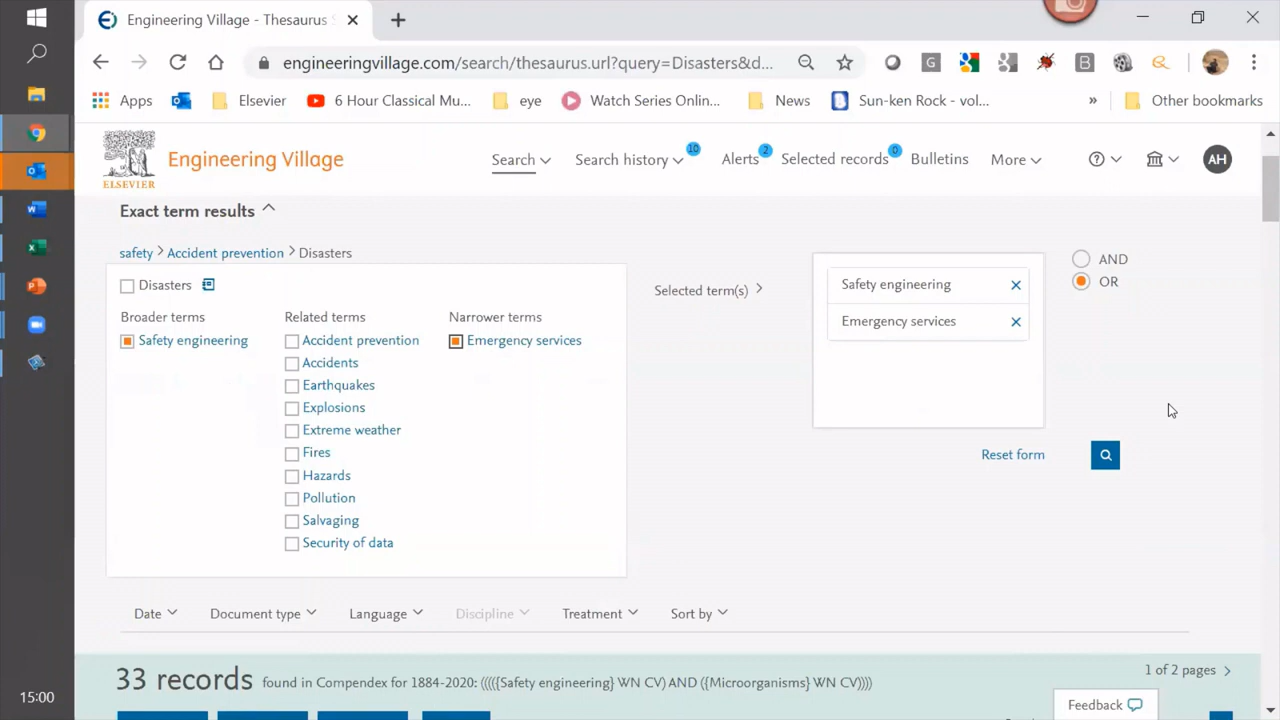 Engineering Village - Thesaurus S
engineeringvillage.com/search/thesaurus.url?query=Disasters&d...
Apps Elsevier 6 Hour Classical Mu... eye Watch Series Onlin... News Sun-ken Rock - vol... » Other bookmarks
ELSEVIER
Engineering Village
Search Search history 10 Alerts 2 Selected records 0 Bulletins More AH
Exact term results
safety > Accident prevention > Disasters
Disasters
Broader terms
Safety engineering
Related terms
Accident prevention
Accidents
Earthquakes
Explosions
Extreme weather
Fires
Hazards
Pollution
Salvaging
Security of data
Narrower terms
Emergency services
Selected term(s) >
Safety engineering
Emergency services
AND
OR
Reset form
Date Document type Language Discipline Treatment Sort by
33 records found in Compendex for 1884-2020: (((((Safety engineering} WN CV) AND ({Microorganisms} WN CV))))
1 of 2 pages >
Feedback
15:00